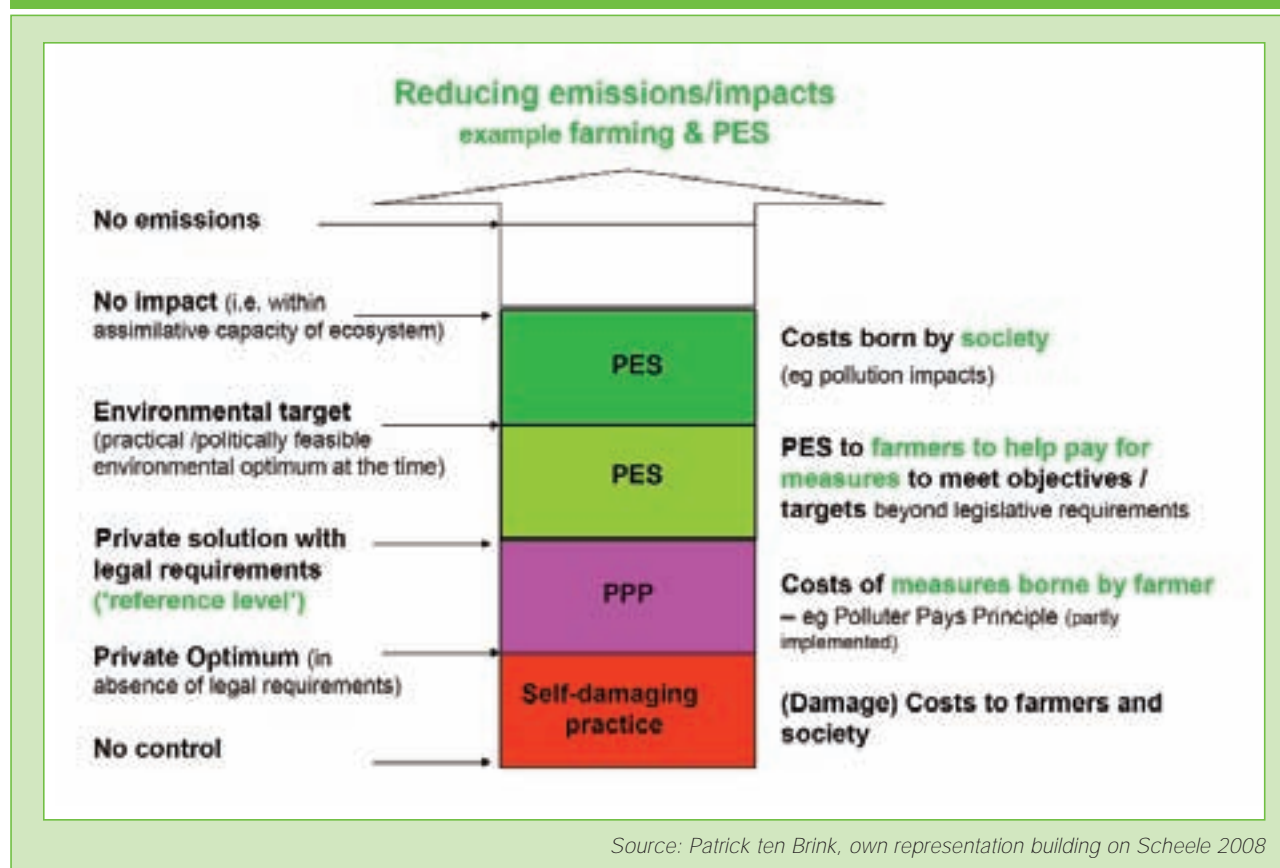 Reducing emissions/impacts
example farming & PES
No emissions
No impact (i.e. within
assimilative capacity of ecosystem)
Environmental target
(practical /politically feasible
environmental optimum at the time)
Private solution with
legal requirements
('reference level')
Private Optimum (in
absence of legal requirements)
No control
PES
PES
PPP
Self-damaging
practice
Costs born by society
(eg pollution impacts)
PES to farmers to help pay for
measures to meet objectives /
targets beyond legislative requirements
Costs of measures borne by farmer
– eg Polluter Pays Principle (partly
implemented)
(Damage) Costs to farmers and
society
Source: Patrick ten Brink, own representation building on Scheele 2008